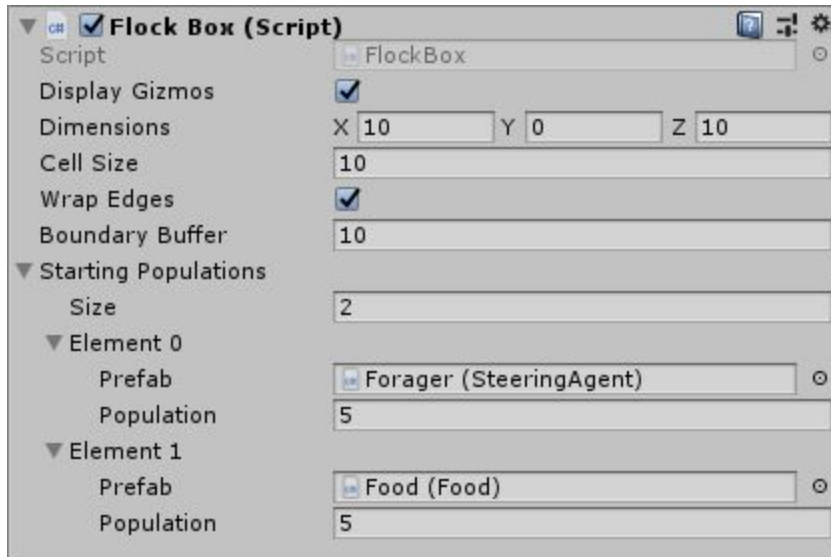 Flock Box (Script)
Script FlockBox
Display Gizmos
Dimensions X 10 Y 0 Z 10
Cell Size 10
Wrap Edges
Boundary Buffer 10
Starting Populations
Size 2
Element 0
Prefab Forager (SteeringAgent)
Population 5
Element 1
Prefab Food (Food)
Population 5